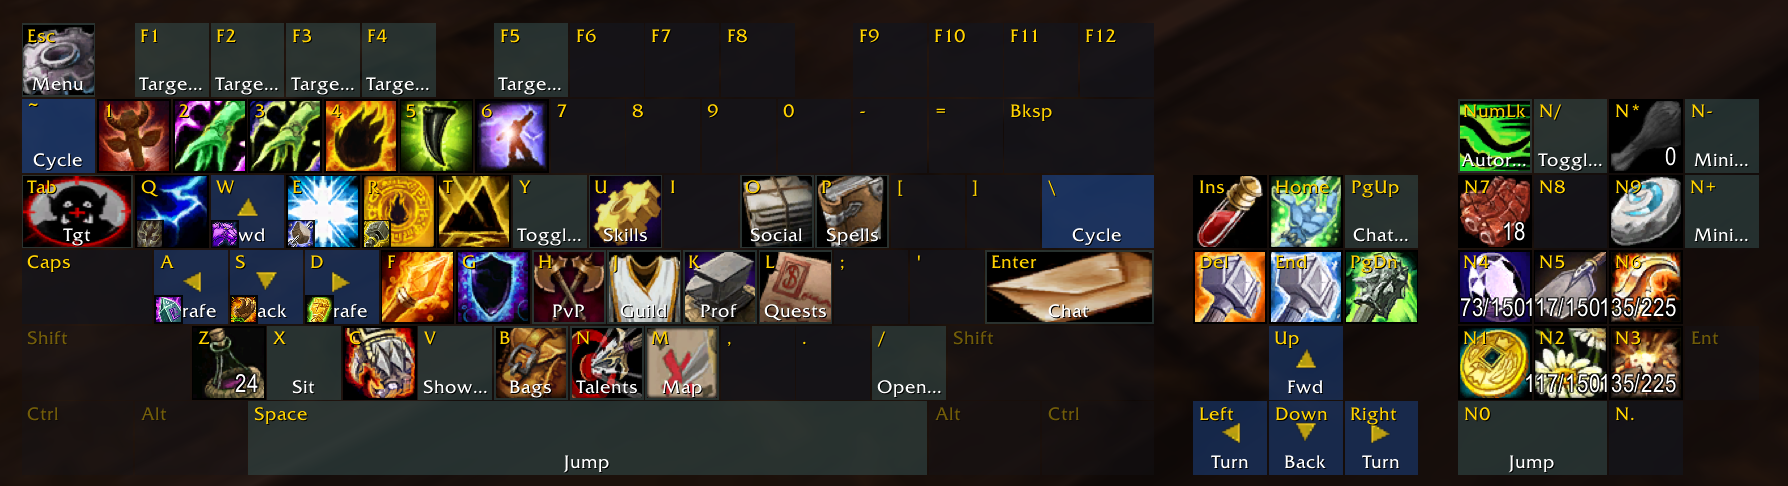 Esc F1 F2 F3 F4 F5 F6 F7 F8 F9 F10 F11 F12
Menu Targe... Targe... Targe... Targe... Targe...
~ 1 2 3 4 5 6 7 8 9 0 - = Bksp NumLk N/ N* N-
Cycle Autor... Toggl... 0 Mini...
Tab Q W E R T Y U I O P [ ] \ Ins Home PgUp N7 N8 N9 N+
Tgt wd Toggl... Skills Social Spells Cycle Chat... 18 Mini...
Caps A S D F G H J K L ; ' Enter Del End PgDn N4 N5 N6
rafe ack rafe PvP Guild Prof Quests Chat 73/150 117/150 135/225
Shift Z X C V B N M , . / Shift Up N1 N2 N3 Ent
24 Sit Show... Bags Talents Map Open... Fwd 117/150 135/225
Ctrl Alt Space Alt Ctrl Left Down Right N0 N.
Jump Turn Back Turn Jump